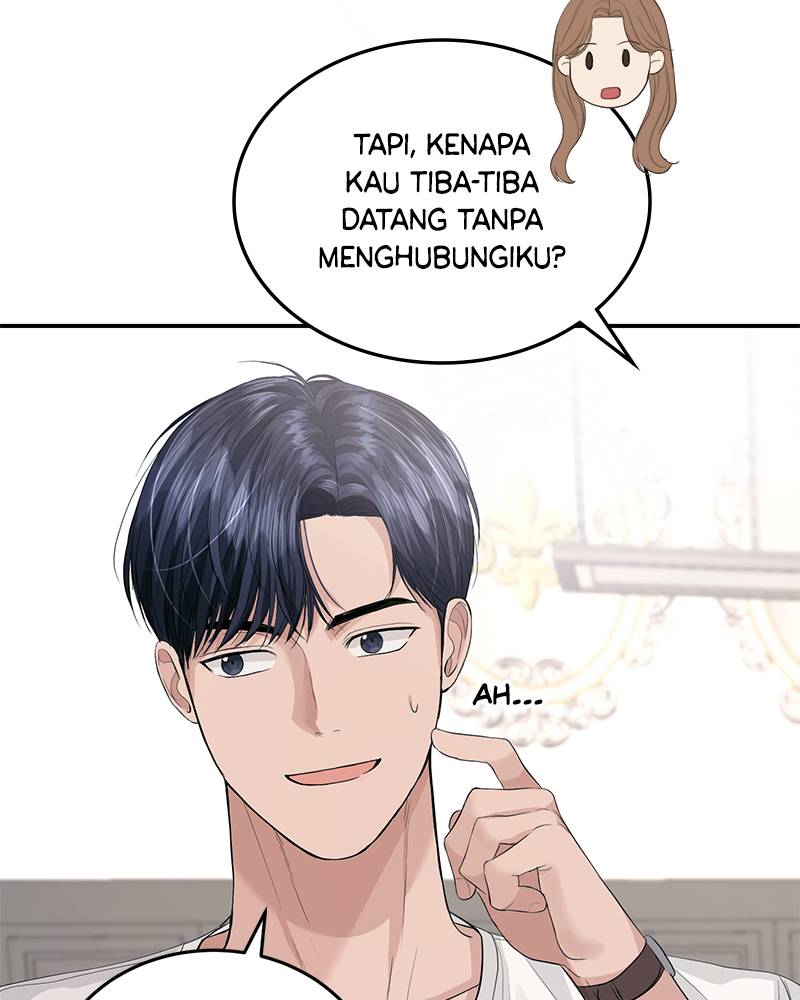 TAPI, KENAPA
KAU TIBA-TIBA
DATANG TANPA
MENGHUBUNGIKU?
AH...